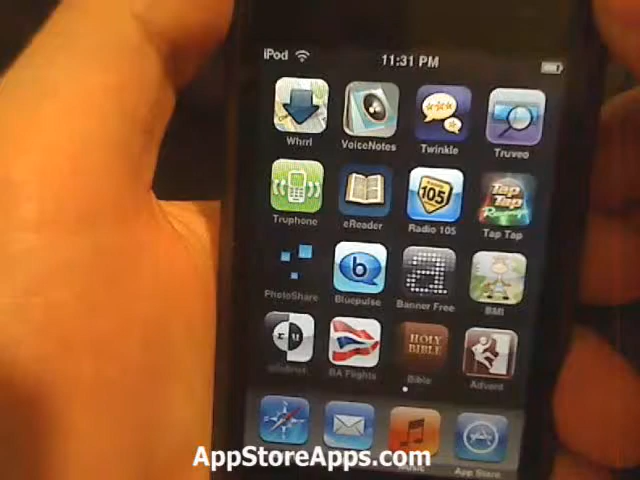 iPod 11:31 PM
Whrrl VoiceNotes Twinkle Truveo
Truphone eReader Radio 105 Tap Tap
105
Tap Tap
PhotoShare Bluepulse Banner Free BMI
r u
HOLY BIBLE
BA Flights Bible Advent
Music App Store
AppStoreApps.com